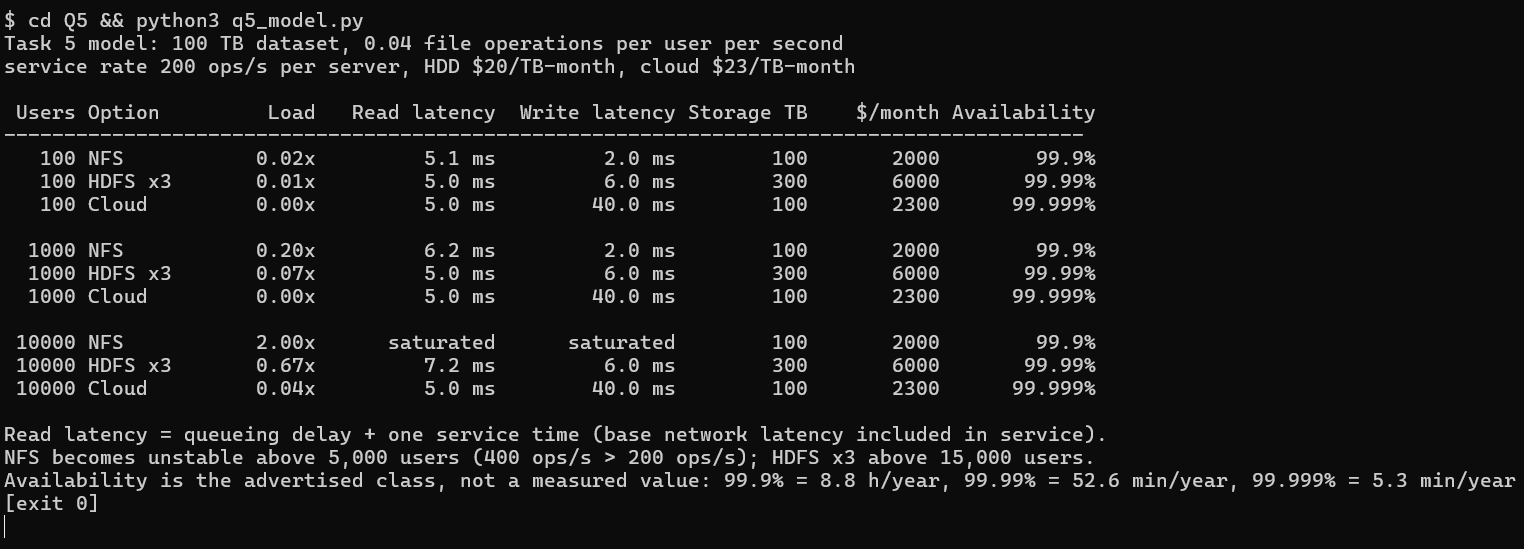 $ cd Q5 && python3 q5_model.py
Task 5 model: 100 TB dataset, 0.04 file operations per user per second
service rate 200 ops/s per server, HDD $20/TB-month, cloud $23/TB-month

 Users Option         Load   Read latency  Write latency Storage TB    $/month Availability
------------------------------------------------------------------------------------------
   100 NFS           0.02x         5.1 ms         2.0 ms        100       2000        99.9%
   100 HDFS x3       0.01x         5.0 ms         6.0 ms        300       6000       99.99%
   100 Cloud         0.00x         5.0 ms        40.0 ms        100       2300      99.999%

  1000 NFS           0.20x         6.2 ms         2.0 ms        100       2000        99.9%
  1000 HDFS x3       0.07x         5.0 ms         6.0 ms        300       6000       99.99%
  1000 Cloud         0.00x         5.0 ms        40.0 ms        100       2300      99.999%

 10000 NFS           2.00x      saturated      saturated        100       2000        99.9%
 10000 HDFS x3       0.67x         7.2 ms         6.0 ms        300       6000       99.99%
 10000 Cloud         0.04x         5.0 ms        40.0 ms        100       2300      99.999%

Read latency = queueing delay + one service time (base network latency included in service).
NFS becomes unstable above 5,000 users (400 ops/s > 200 ops/s); HDFS x3 above 15,000 users.
Availability is the advertised class, not a measured value: 99.9% = 8.8 h/year, 99.99% = 52.6 min/year, 99.999% = 5.3 min/year
[exit 0]